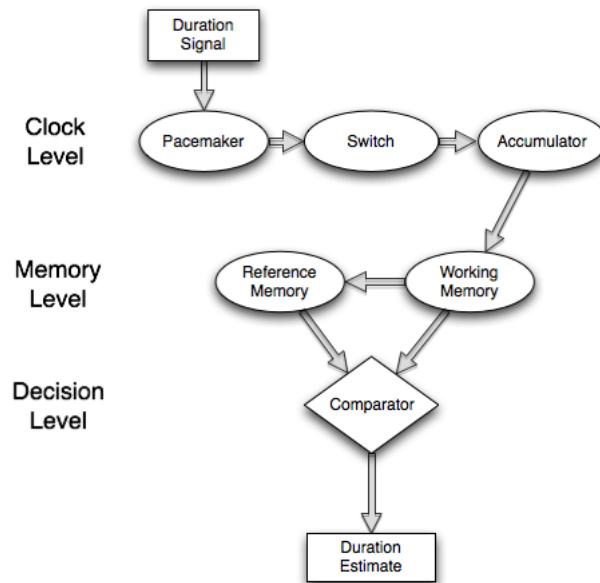 Duration
Signal
Clock
Level
Pacemaker
Switch
Accumulator
Memory
Level
Reference
Memory
Working
Memory
Decision
Level
Comparator
Duration
Estimate